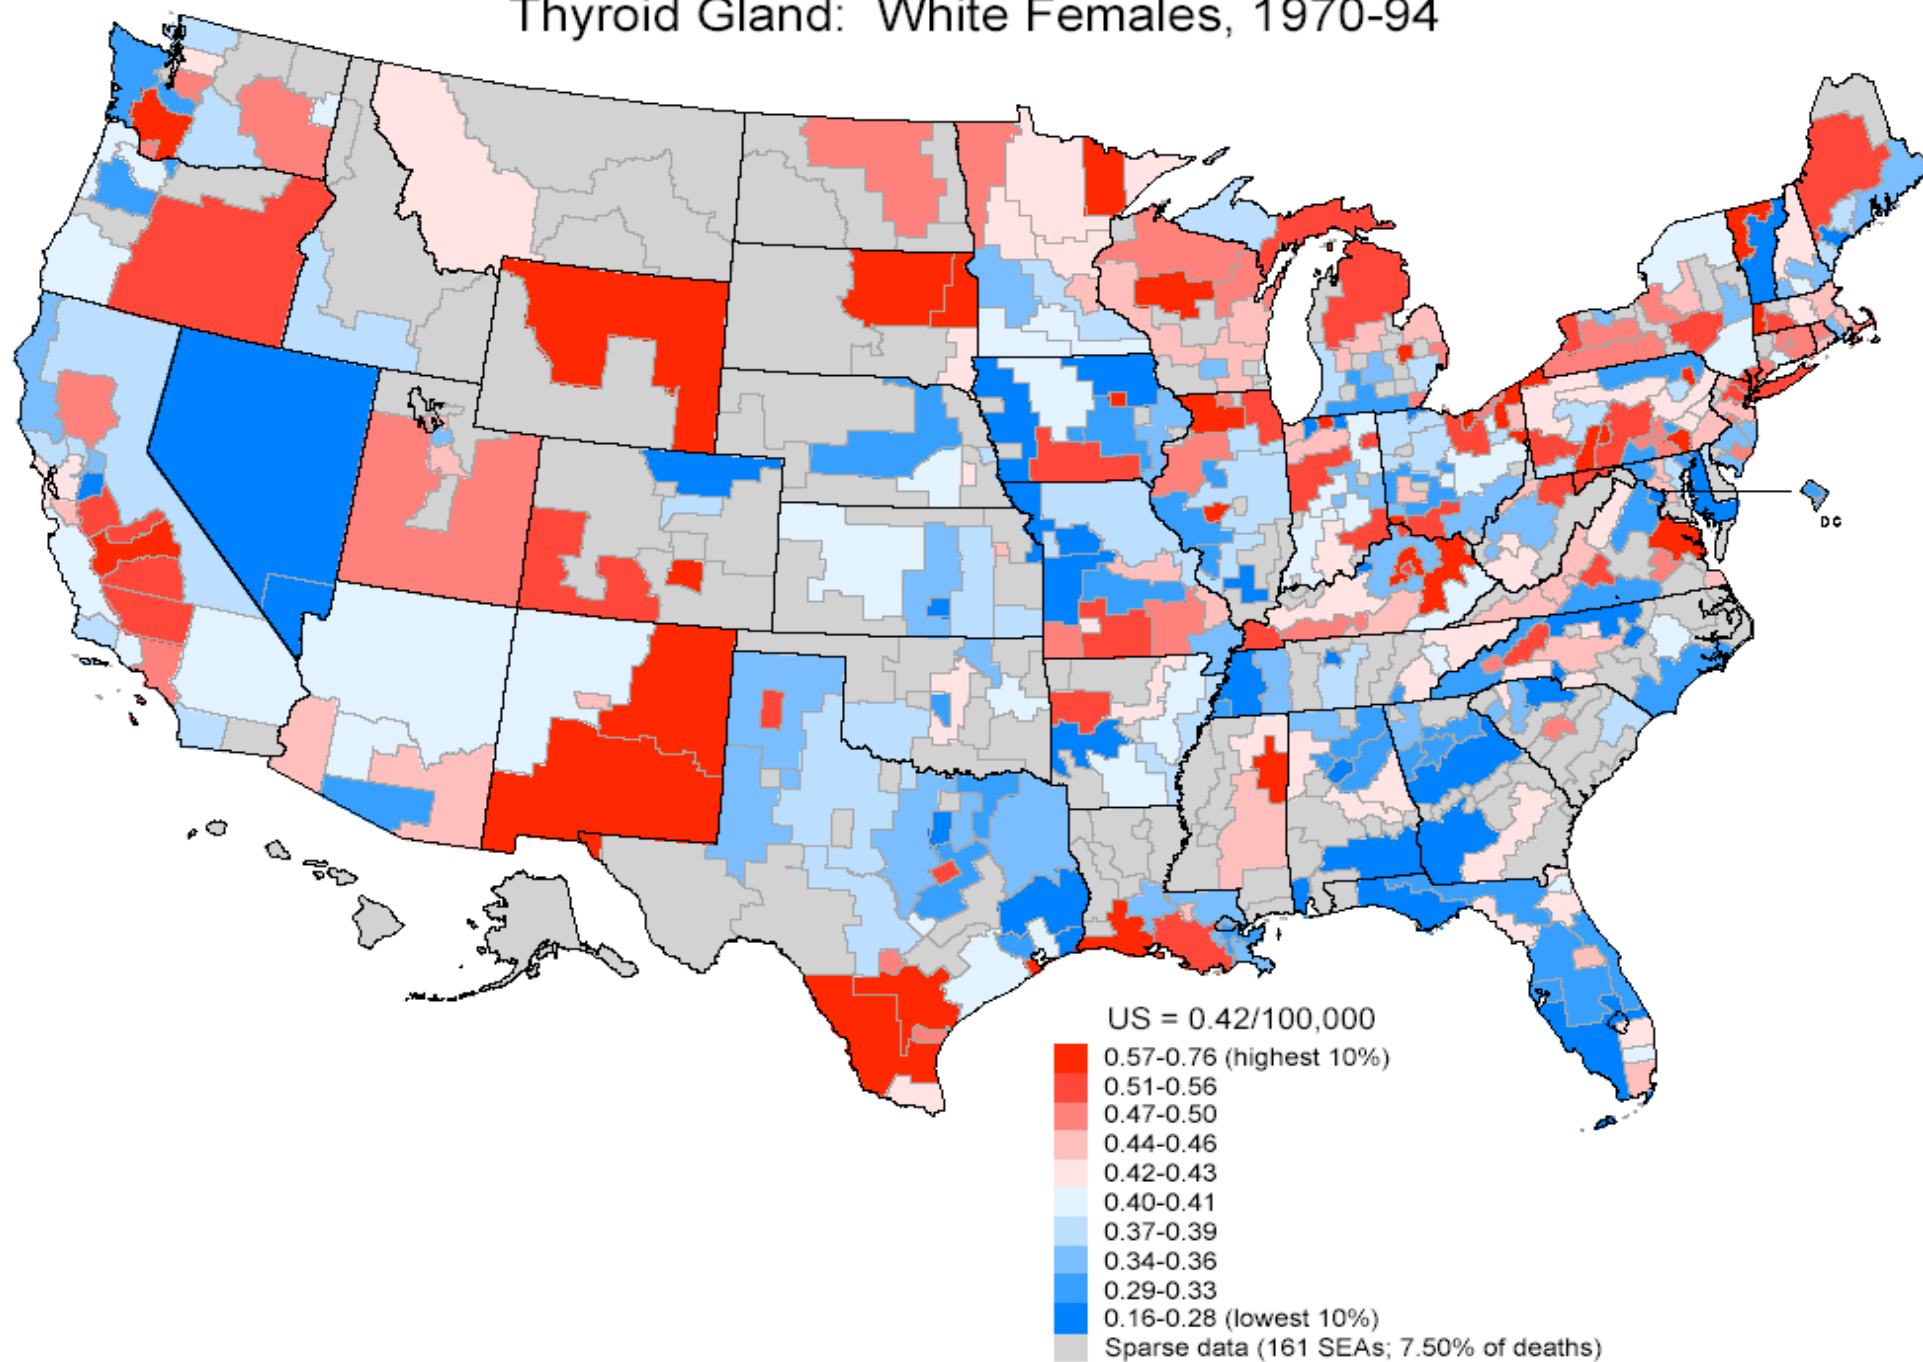 Thyroid Gland: White Females, 1970-94
DC
US = 0.42/100,000
0.57-0.76 (highest 10%)
0.51-0.56
0.47-0.50
0.44-0.46
0.42-0.43
0.40-0.41
0.37-0.39
0.34-0.36
0.29-0.33
0.16-0.28 (lowest 10%)
Sparse data (161 SEAs; 7.50% of deaths)